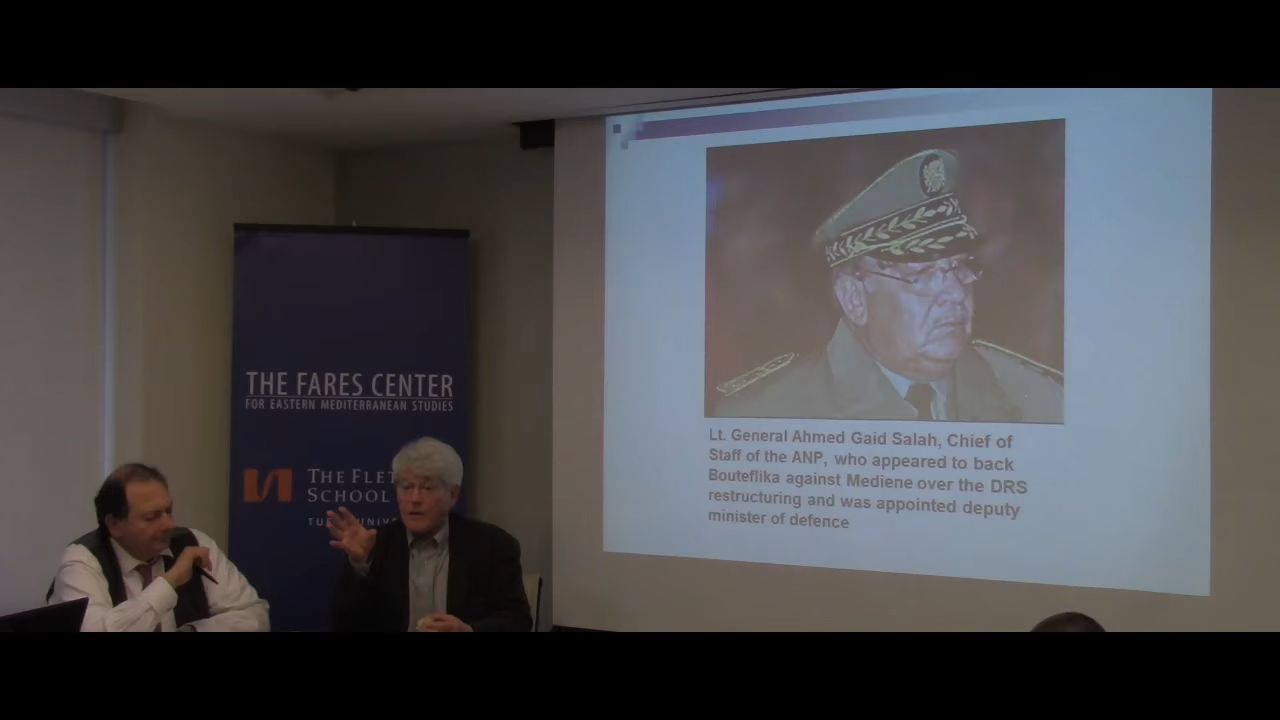 THE FARES CENTER
FOR EASTERN MEDITERRANEAN STUDIES
THE
SCHOOL
Lt. General Ahmed Gaid Salah, Chief of
Staff of the ANP, who appeared to back
Bouteflika against Mediene over the DRS
restructuring and was appointed deputy
minister of defence